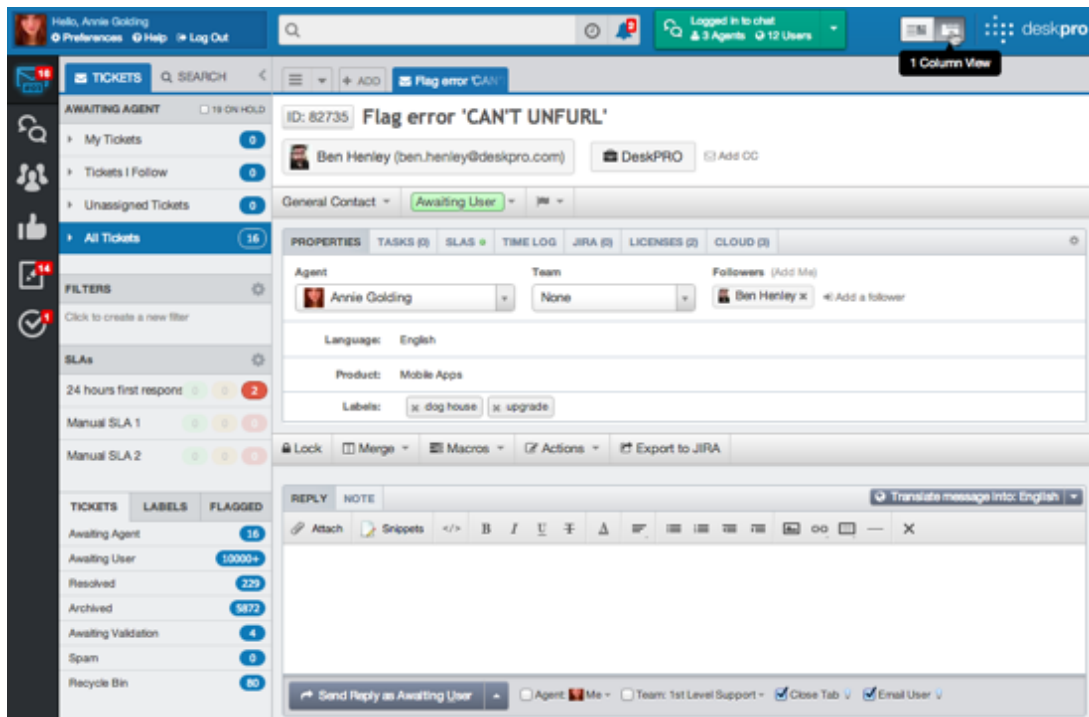 Hello, Annie Golding
Preferences Help Log Out
2
Logged in to chat
3 Agents 12 Users
deskpro
1 Column View
18
14
1
TICKETS SEARCH
AWAITING AGENT 19 ON HOLD
My Tickets 0
Tickets I Follow 0
Unassigned Tickets 0
All Tickets 16
FILTERS
Click to create a new filter
SLAs
24 hours first respons 0 0 2
Manual SLA 1 0 0 0
Manual SLA 2 0 0 0
TICKETS LABELS FLAGGED
Awaiting Agent 16
Awaiting User 10000+
Resolved 229
Archived 5872
Awaiting Validation 4
Spam 0
Recycle Bin 80
+ ADD Flag error 'CAN'
ID: 82735 Flag error 'CAN'T UNFURL'
Ben Henley (ben.henley@deskpro.com) DeskPRO Add CC
General Contact Awaiting User
PROPERTIES TASKS (0) SLAS TIME LOG JIRA (0) LICENSES (2) CLOUD (3)
Agent Team Followers (Add Me)
Annie Golding None Ben Henley x Add a follower
Language: English
Product: Mobile Apps
Labels: x dog house x upgrade
Lock Merge Macros Actions Export to JIRA
REPLY NOTE Translate message into: English
Attach Snippets </> B I U T A
Send Reply as Awaiting User Agent: Me Team: 1st Level Support Close Tab Email User